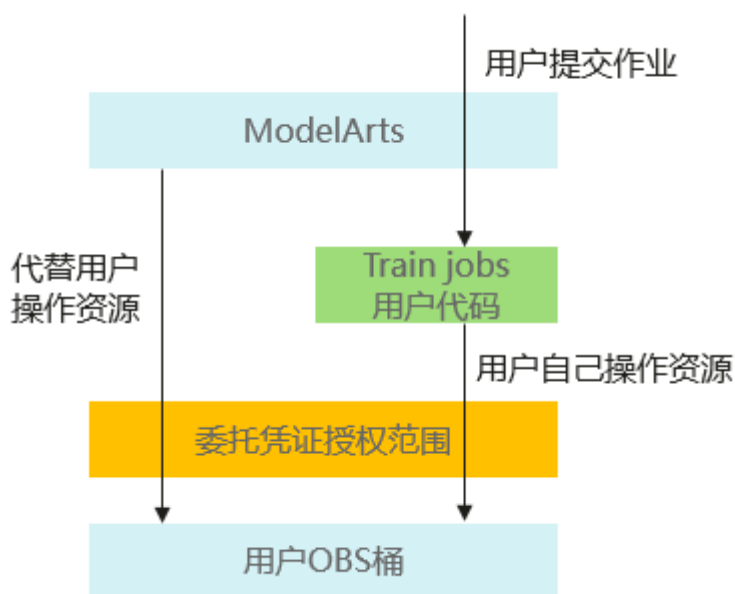 用户提交作业
ModelArts
代替用户
操作资源
Train jobs
用户代码
用户自己操作资源
委托凭证授权范围
用户OBS桶